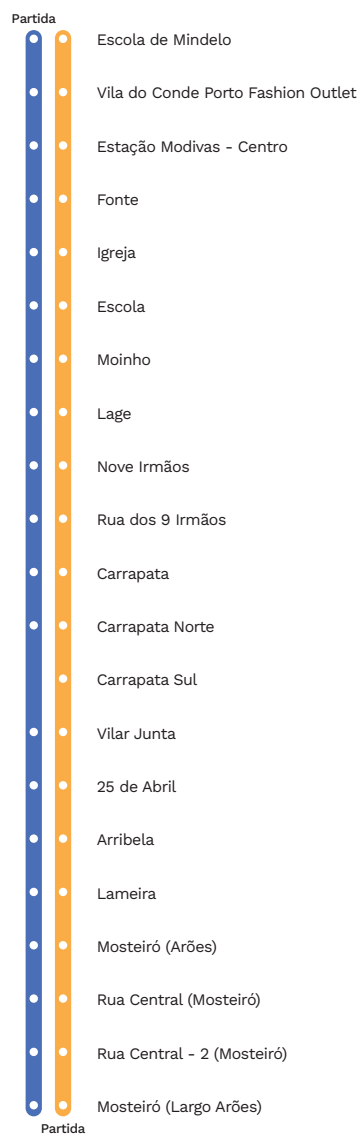 Partida
Escola de Mindelo
Vila do Conde Porto Fashion Outlet
Estação Modivas - Centro
Fonte
Igreja
Escola
Moinho
Lage
Nove Irmãos
Rua dos 9 Irmãos
Carrapata
Carrapata Norte
Carrapata Sul
Vilar Junta
25 de Abril
Arribela
Lameira
Mosteiró (Arões)
Rua Central (Mosteiró)
Rua Central - 2 (Mosteiró)
Mosteiró (Largo Arões)
Partida